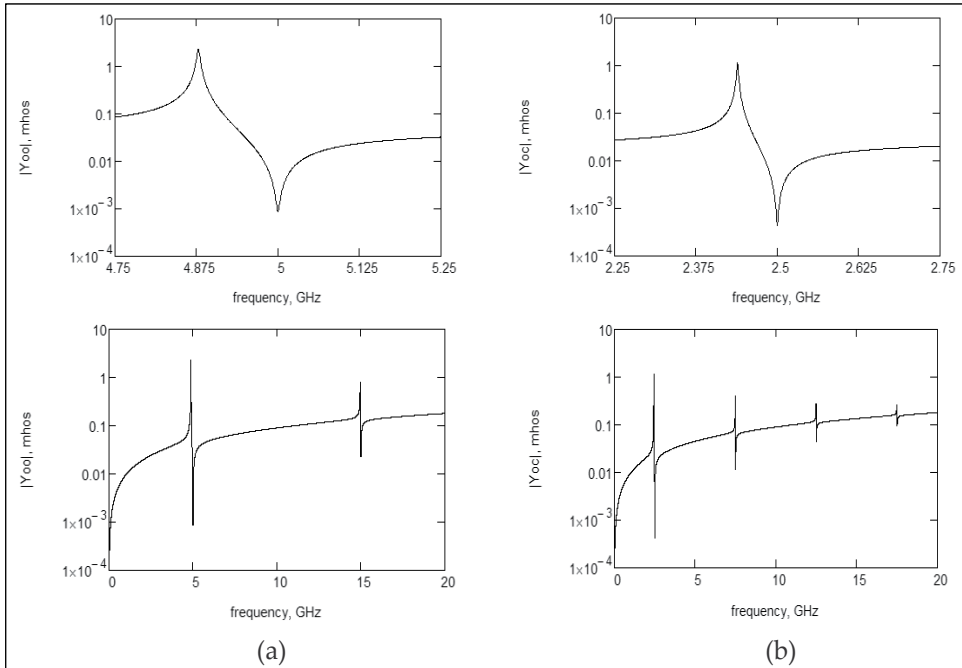 10
1
0.1
0.01
1×10⁻³
1×10⁻⁴
|Yoo|, mhos
4.75 4.875 5 5.125 5.25
frequency, GHz
10
1
0.1
0.01
1×10⁻³
1×10⁻⁴
|Yoc|, mhos
2.25 2.375 2.5 2.625 2.75
frequency, GHz
10
1
0.1
0.01
1×10⁻³
1×10⁻⁴
|Yoo|, mhos
0 5 10 15 20
frequency, GHz
(a)
10
1
0.1
0.01
1×10⁻³
1×10⁻⁴
|Yoc|, mhos
0 5 10 15 20
frequency, GHz
(b)